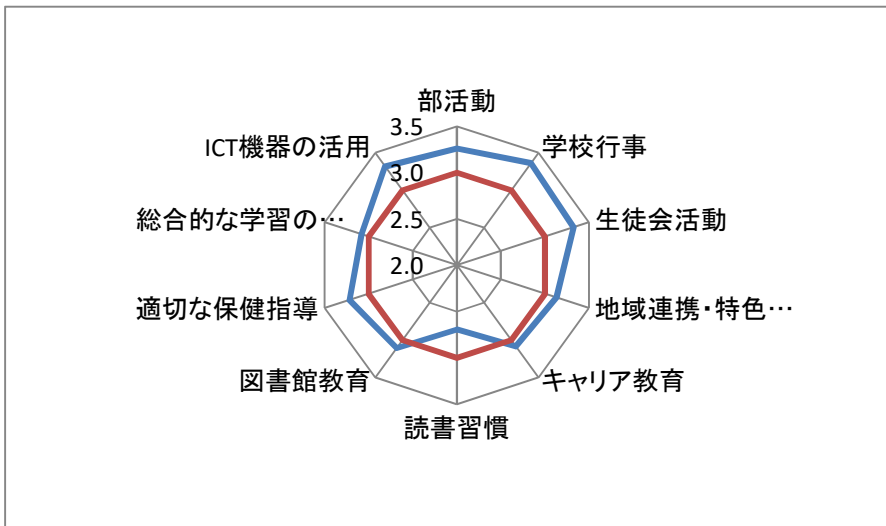 部活動
3.5
学校行事
ICT機器の活用
3.0
総合的な学習の…
2.5
生徒会活動
2.0
適切な保健指導
地域連携・特色…
図書館教育
キャリア教育
読書習慣